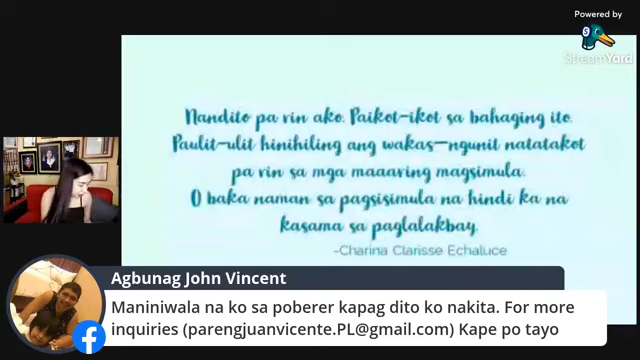 Powered by
StreamYard
Nandito pa rin ako. Paikot-ikot sa bahaging ito.
Paulit-ulit hinihiling ang wakas—ngunit natatakot
pa rin sa mga maaaring magsimula.
O baka naman sa pagsisimula na hindi ka na
kasama sa paglalakbay.
-Charina Clarisse Echaluce
Agbunag John Vincent
Maniniwala na ko sa poberer kapag dito ko nakita. For more
inquiries (parengjuanvicente.PL@gmail.com) Kape po tayo